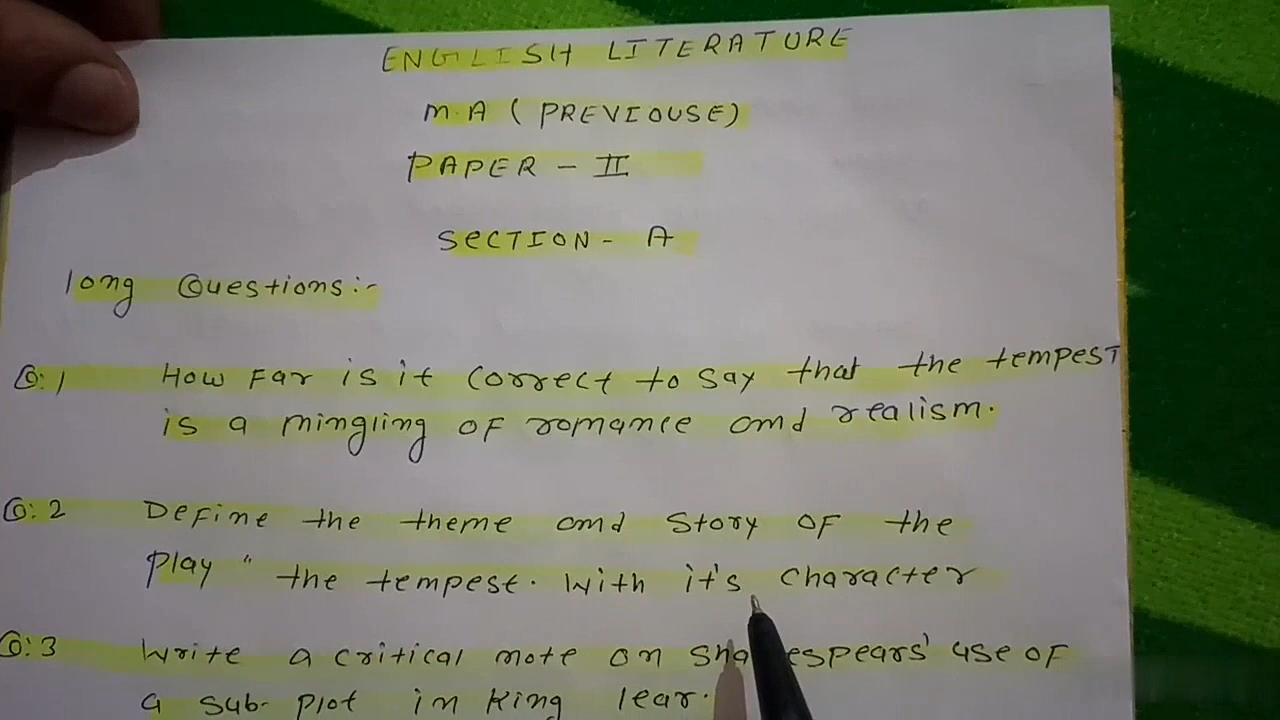 ENGLISH LITERATURE
M.A (PREVIOUSE)
PAPER - II
SECTION - A
long Questions:-
Q:1 How Far is it correct to say that the tempest
is a mingling of romance and realism.
Q:2 Define the theme and story of the
Play " the tempest. With it's character
Q:3 Write a critical note on Shakespears' use of
a sub-plot in King lear.